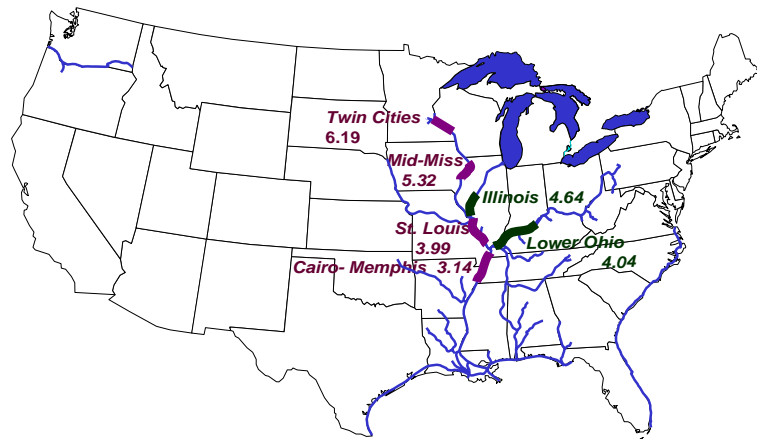 Twin Cities
6.19
Mid-Miss
5.32
Illinois 4.64
St. Louis
3.99
Lower Ohio
4.04
Cairo- Memphis 3.14